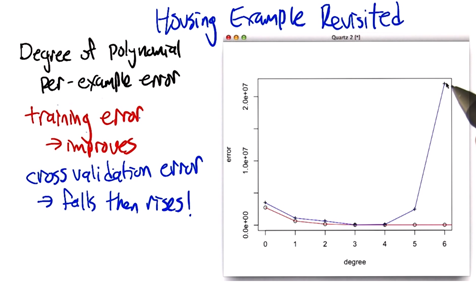 Housing Example Revisited
Degree of polynomial
per-example error
training error
→ improves
cross validation error
→ falls then rises!
Quartz 2 [*]
error
0.0e+00 1.0e+07 2.0e+07
0 1 2 3 4 5 6
degree